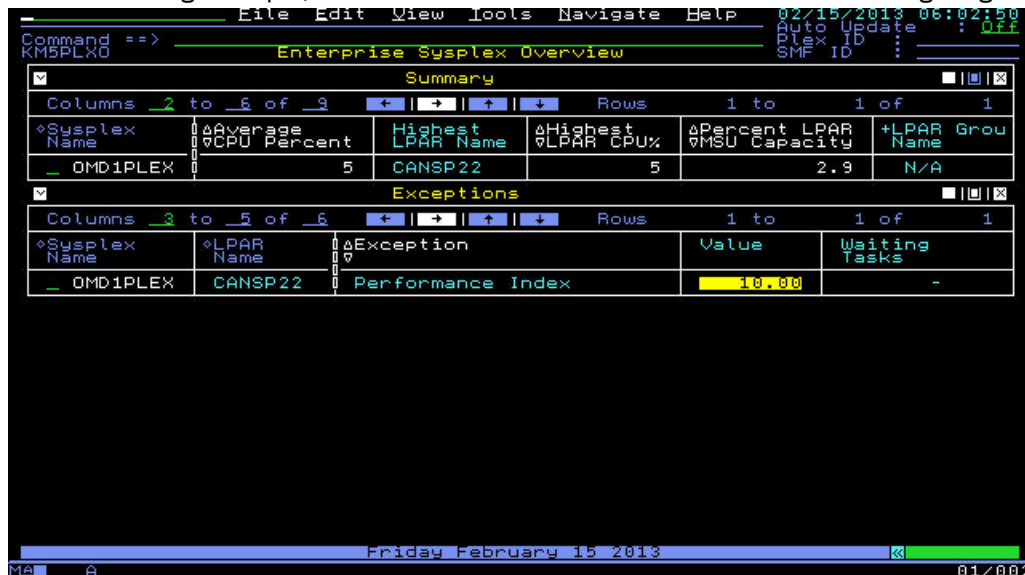 File Edit View Tools Navigate Help 02/15/2013 06:02:50
Auto Update : Off
Command ==> Plex ID :
KM5PLXO Enterprise Sysplex Overview SMF ID :
Summary
Columns 2 to 6 of 9 ← | → | ↑ | ↓ Rows 1 to 1 of 1
◇Sysplex Name △▽Average CPU Percent Highest LPAR Name △▽Highest LPAR CPU% △▽Percent LPAR MSU Capacity +LPAR Grou Name
_ OMD1PLEX 5 CANSP22 5 2.9 N/A
Exceptions
Columns 3 to 5 of 6 ← | → | ↑ | ↓ Rows 1 to 1 of 1
◇Sysplex Name ◇LPAR Name △▽Exception Value Waiting Tasks
_ OMD1PLEX CANSP22 Performance Index 10.00 -
Friday February 15 2013 «
MA A 01/00